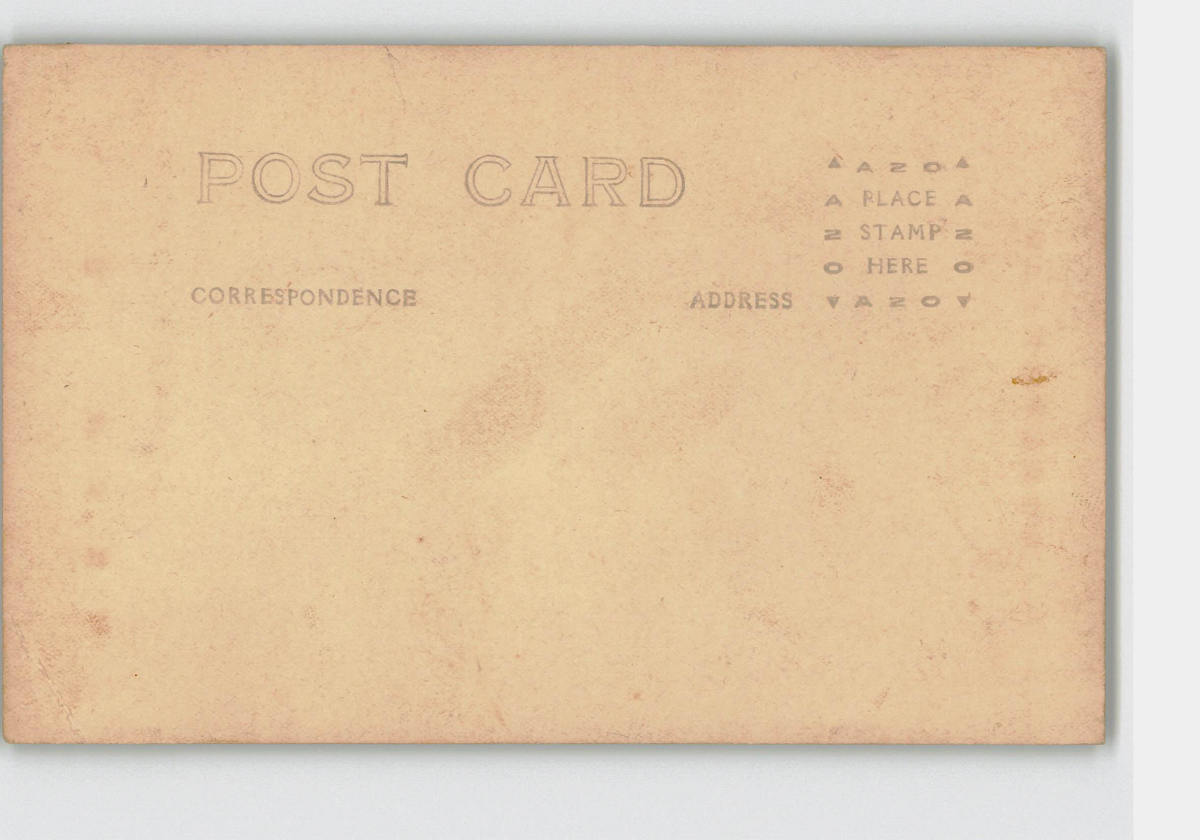 POST CARD
▲ AZO ▲
A PLACE A
Z STAMP Z
O HERE O
▼ AZO ▼
CORRESPONDENCE
ADDRESS